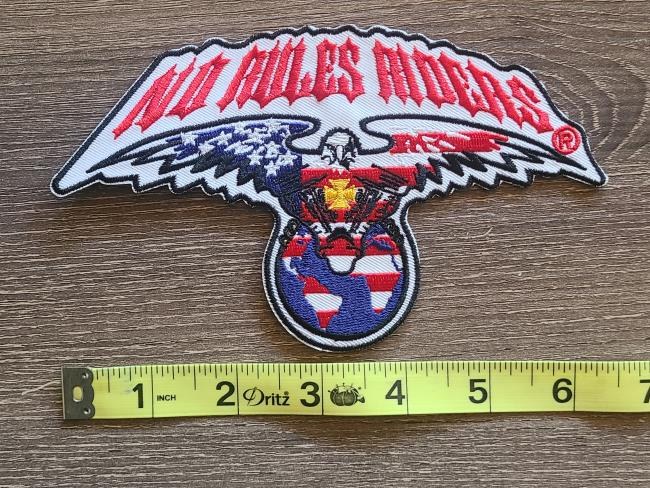 NO RULES RIDERS ®
1 INCH 2 Dritz® 3 4 5 6 7